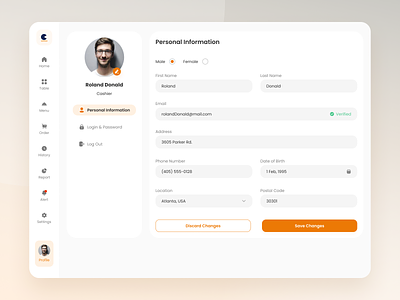 Home
Table
Menu
Order
History
Report
Alert
Settings
Profile
Roland Donald
Cashier
Personal Information
Login & Password
Log Out
Personal Information
Male
Female
First Name
Last Name
Roland
Donald
Email
rolandDonald@mail.com
Verified
Address
3605 Parker Rd.
Phone Number
Date of Birth
(405) 555-0128
1 Feb, 1995
Location
Postal Code
Atlanta, USA
30301
Discard Changes
Save Changes